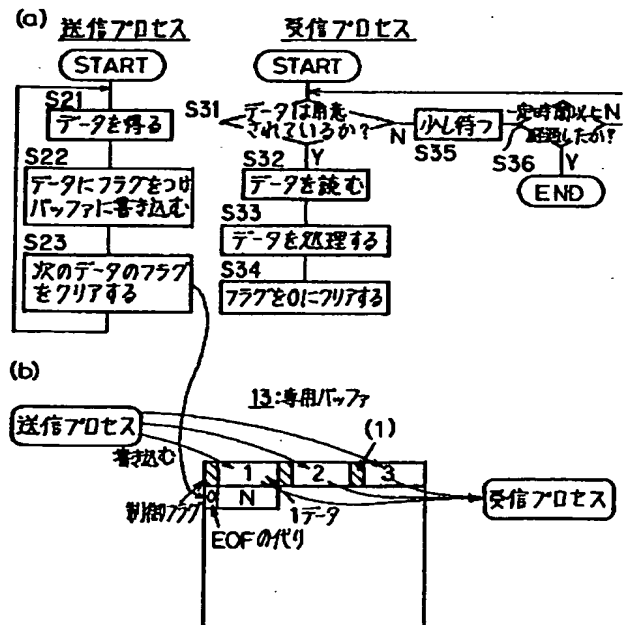 (a) 送信プロセス
START
S21
データを得る
S22
データにフラグをつけ
バッファに書き込む
S23
次のデータのフラグ
をクリアする
受信プロセス
START
S31
データは用意
されているか?
N
Y
少し待つ
S35
一定時間以上
経過したか?
N
S36
Y
END
S32
データを読む
S33
データを処理する
S34
フラグを0にクリアする
(b)
13:専用バッファ
送信プロセス
書き込む
(1)
1
2
3
制御フラグ
0
N
1データ
EOFの代り
受信プロセス